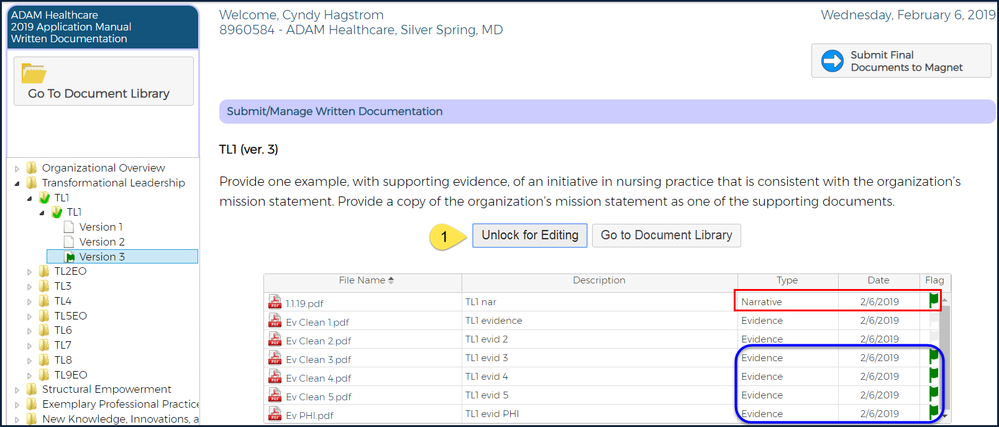 ADAM Healthcare
2019 Application Manual
Written Documentation
Go To Document Library
Organizational Overview
Transformational Leadership
TL1
TL1
Version 1
Version 2
Version 3
TL2EO
TL3
TL4
TL5EO
TL6
TL7
TL8
TL9EO
Structural Empowerment
Exemplary Professional Practice
New Knowledge, Innovations, a
Welcome, Cyndy Hagstrom
8960584 - ADAM Healthcare, Silver Spring, MD
Wednesday, February 6, 2019
Submit Final
Documents to Magnet
Submit/Manage Written Documentation
TL1 (ver. 3)
Provide one example, with supporting evidence, of an initiative in nursing practice that is consistent with the organization’s
mission statement. Provide a copy of the organization’s mission statement as one of the supporting documents.
1 Unlock for Editing Go to Document Library
File Name Description Type Date Flag
PDF 1.1.19.pdf TL1 nar Narrative 2/6/2019
PDF Ev Clean 1.pdf TL1 evidence Evidence 2/6/2019
PDF Ev Clean 2.pdf TL1 evid 2 Evidence 2/6/2019
PDF Ev Clean 3.pdf TL1 evid 3 Evidence 2/6/2019
PDF Ev Clean 4.pdf TL1 evid 4 Evidence 2/6/2019
PDF Ev Clean 5.pdf TL1 evid 5 Evidence 2/6/2019
PDF Ev PHI.pdf TL1 evid PHI Evidence 2/6/2019